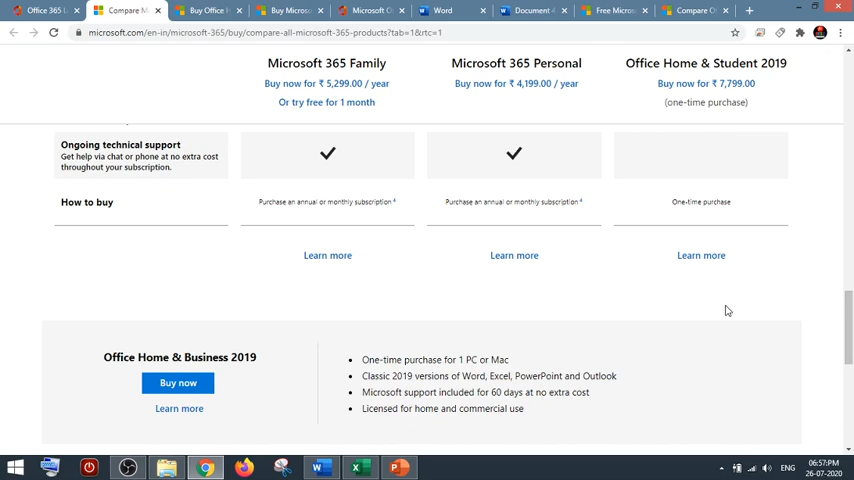 Office 365 L
Compare M
Buy Office H
Buy Micros
Microsoft O
Word
Document 4
Free Micros
Compare O
microsoft.com/en-in/microsoft-365/buy/compare-all-microsoft-365-products?tab=1&rtc=1
Microsoft 365 Family
Microsoft 365 Personal
Office Home & Student 2019
Buy now for ₹ 5,299.00 / year
Buy now for ₹ 4,199.00 / year
Buy now for ₹ 7,799.00
Or try free for 1 month
(one-time purchase)
Ongoing technical support
Get help via chat or phone at no extra cost
throughout your subscription.
How to buy
Purchase an annual or monthly subscription 4
Purchase an annual or monthly subscription 4
One-time purchase
Learn more
Learn more
Learn more
Office Home & Business 2019
Buy now
Learn more
• One-time purchase for 1 PC or Mac
• Classic 2019 versions of Word, Excel, PowerPoint and Outlook
• Microsoft support included for 60 days at no extra cost
• Licensed for home and commercial use
ENG
06:57:PM
26-07-2020